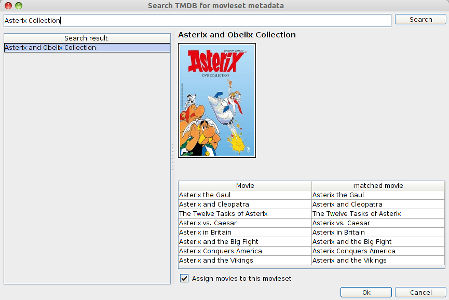 Search TMDB for movieset metadata
Asterix Collection
Search
Search result
Asterix and Obelix Collection
Asterix and Obelix Collection
Asterix
Movie matched movie
Asterix the Gaul Asterix the Gaul
Asterix and Cleopatra Asterix and Cleopatra
The Twelve Tasks of Asterix The Twelve Tasks of Asterix
Asterix vs. Caesar Asterix vs. Caesar
Asterix in Britain Asterix in Britain
Asterix and the Big Fight Asterix and the Big Fight
Asterix Conquers America Asterix Conquers America
Asterix and the Vikings Asterix and the Vikings
Assign movies to this movieset
Ok Cancel